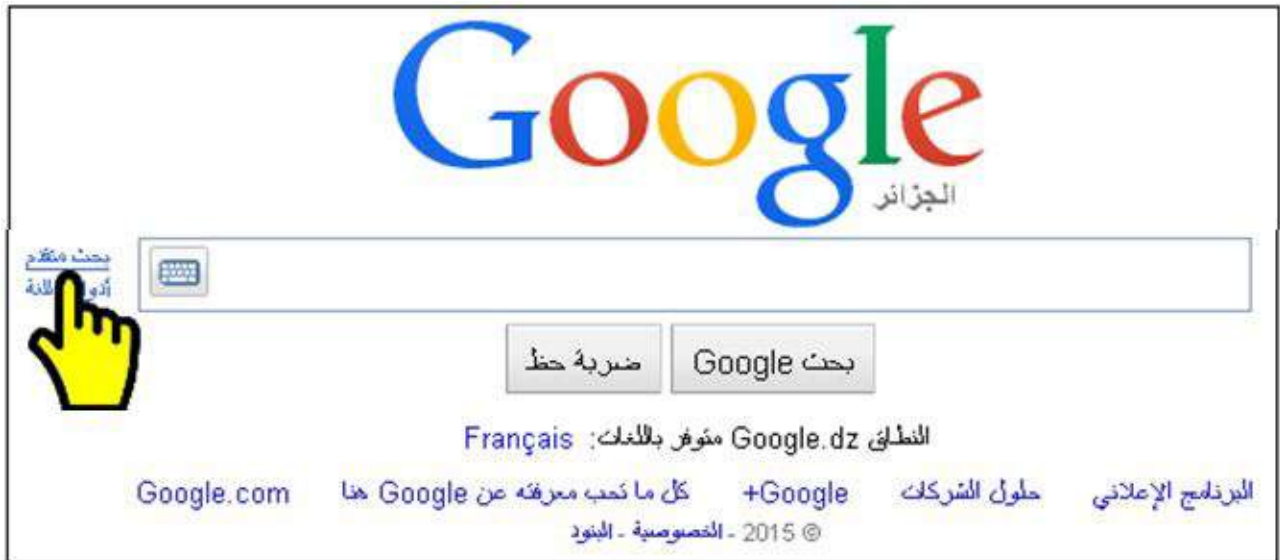 Google
الجزائر
بحث متقدم
بحث Google ضربة حظ
النطاق Google.dz متوفر باللغات: Français
البرنامج الإعلاني حلول الشركات Google+ كل ما تحب معرفته عن Google هنا Google.com
© 2015 - الخصوصية - البنود